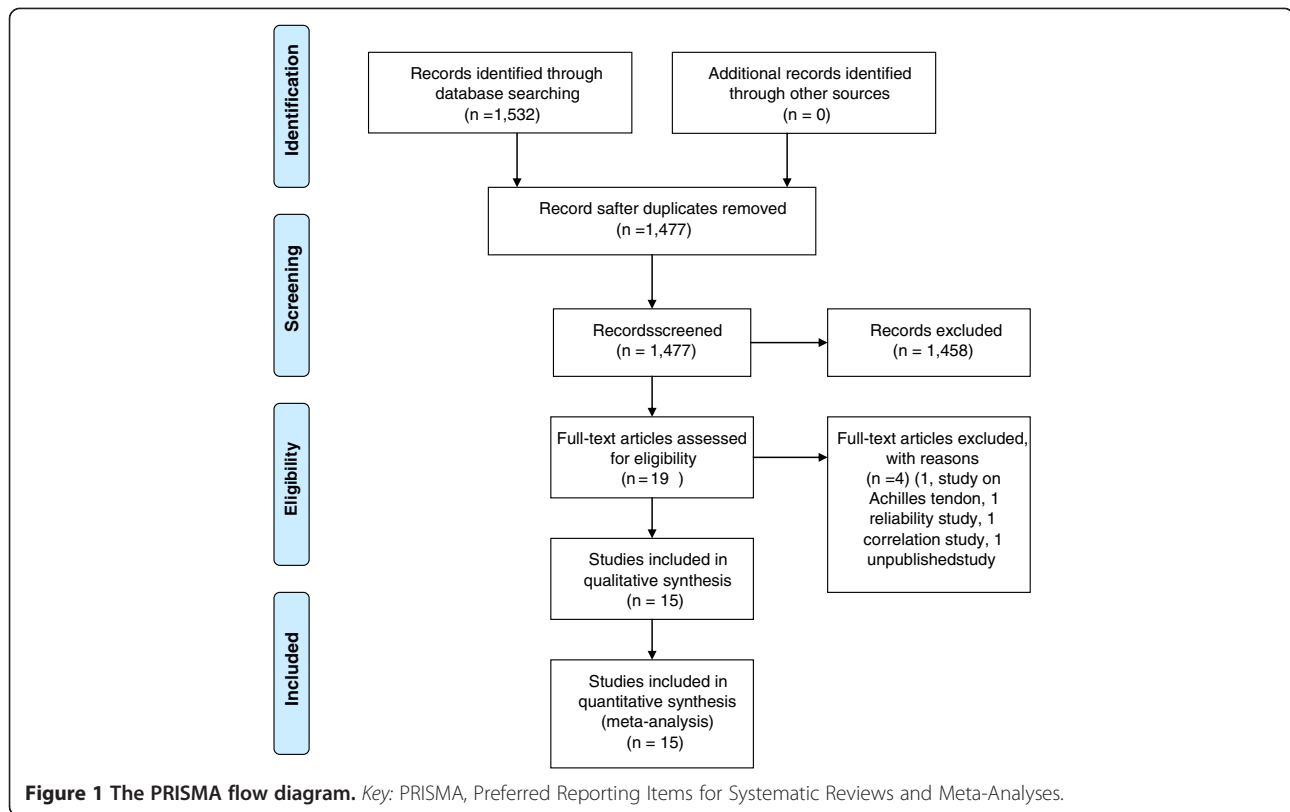 Identification
Records identified through
database searching
(n =1,532)
Additional records identified
through other sources
(n = 0)
Record safter duplicates removed
(n =1,477)
Screening
Recordsscreened
(n = 1,477)
Records excluded
(n = 1,458)
Eligibility
Full-text articles assessed
for eligibility
(n = 19 )
Full-text articles excluded,
with reasons
(n =4) (1, study on
Achilles tendon, 1
reliability study, 1
correlation study, 1
unpublishedstudy
Studies included in
qualitative synthesis
(n = 15)
Included
Studies included in
quantitative synthesis
(meta-analysis)
(n = 15)
Figure 1 The PRISMA flow diagram. Key: PRISMA, Preferred Reporting Items for Systematic Reviews and Meta-Analyses.